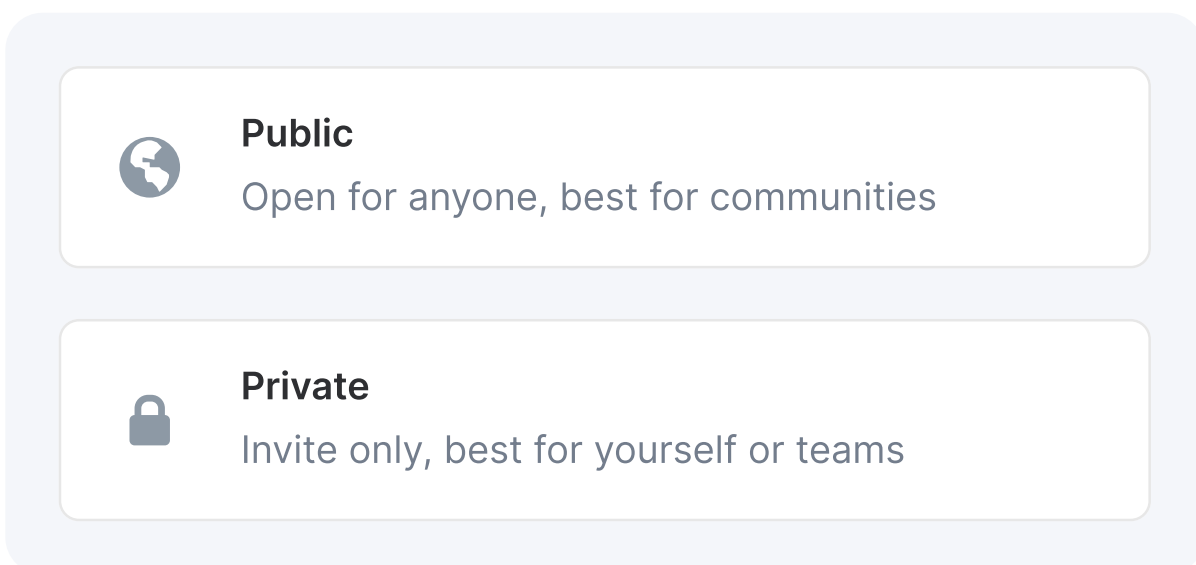 Public
Open for anyone, best for communities
Private
Invite only, best for yourself or teams